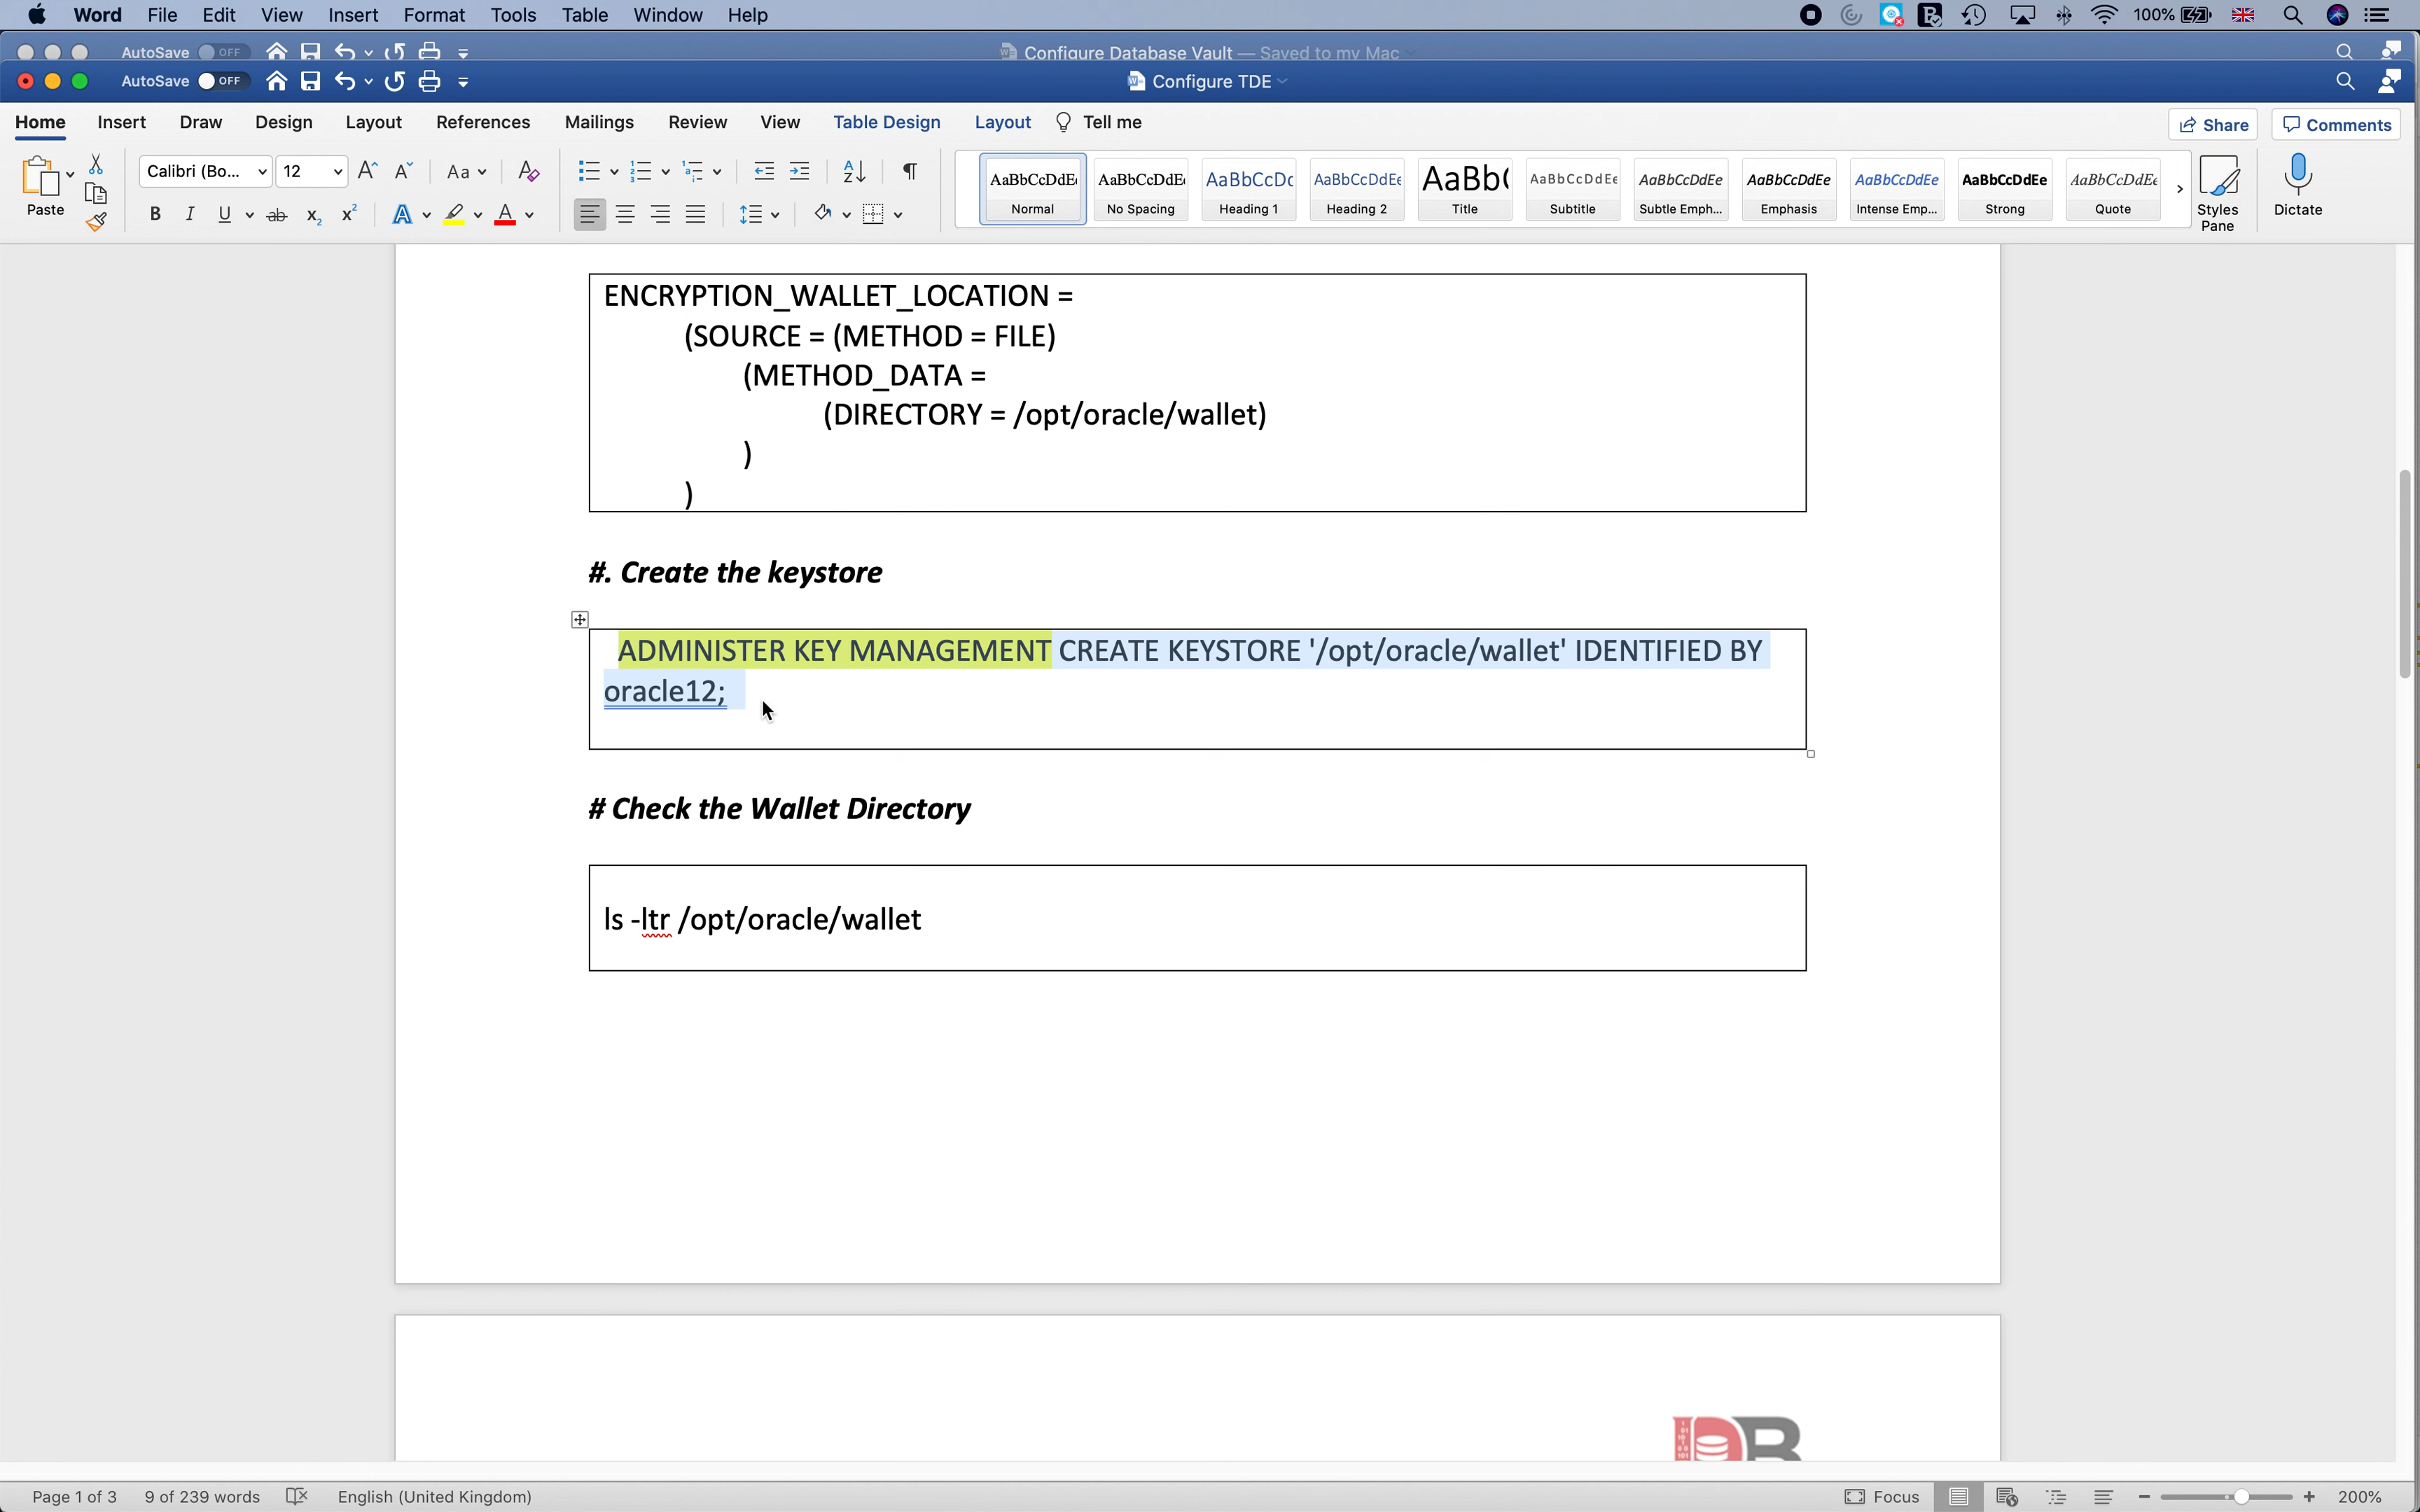 Word File Edit View Insert Format Tools Table Window Help 100%
AutoSave OFF Configure Database Vault — Saved to my Mac
AutoSave OFF Configure TDE
Home Insert Draw Design Layout References Mailings Review View Table Design Layout Tell me Share Comments
Paste Calibri (Bo... 12 Aa
AaBbCcDdEe AaBbCcDdEe AaBbCcDc AaBbCcDdEe AaBb( AaBbCcDdEe AaBbCcDdEe AaBbCcDdEe AaBbCcDdEe AaBbCcDdEe AaBbCcDdEe
Normal No Spacing Heading 1 Heading 2 Title Subtitle Subtle Emph... Emphasis Intense Emp... Strong Quote
Styles Pane
Dictate
ENCRYPTION_WALLET_LOCATION =
(SOURCE = (METHOD = FILE)
(METHOD_DATA =
(DIRECTORY = /opt/oracle/wallet)
)
)
#. Create the keystore
ADMINISTER KEY MANAGEMENT CREATE KEYSTORE '/opt/oracle/wallet' IDENTIFIED BY
oracle12;
# Check the Wallet Directory
ls -ltr /opt/oracle/wallet
DB
Page 1 of 3 9 of 239 words English (United Kingdom) Focus 200%